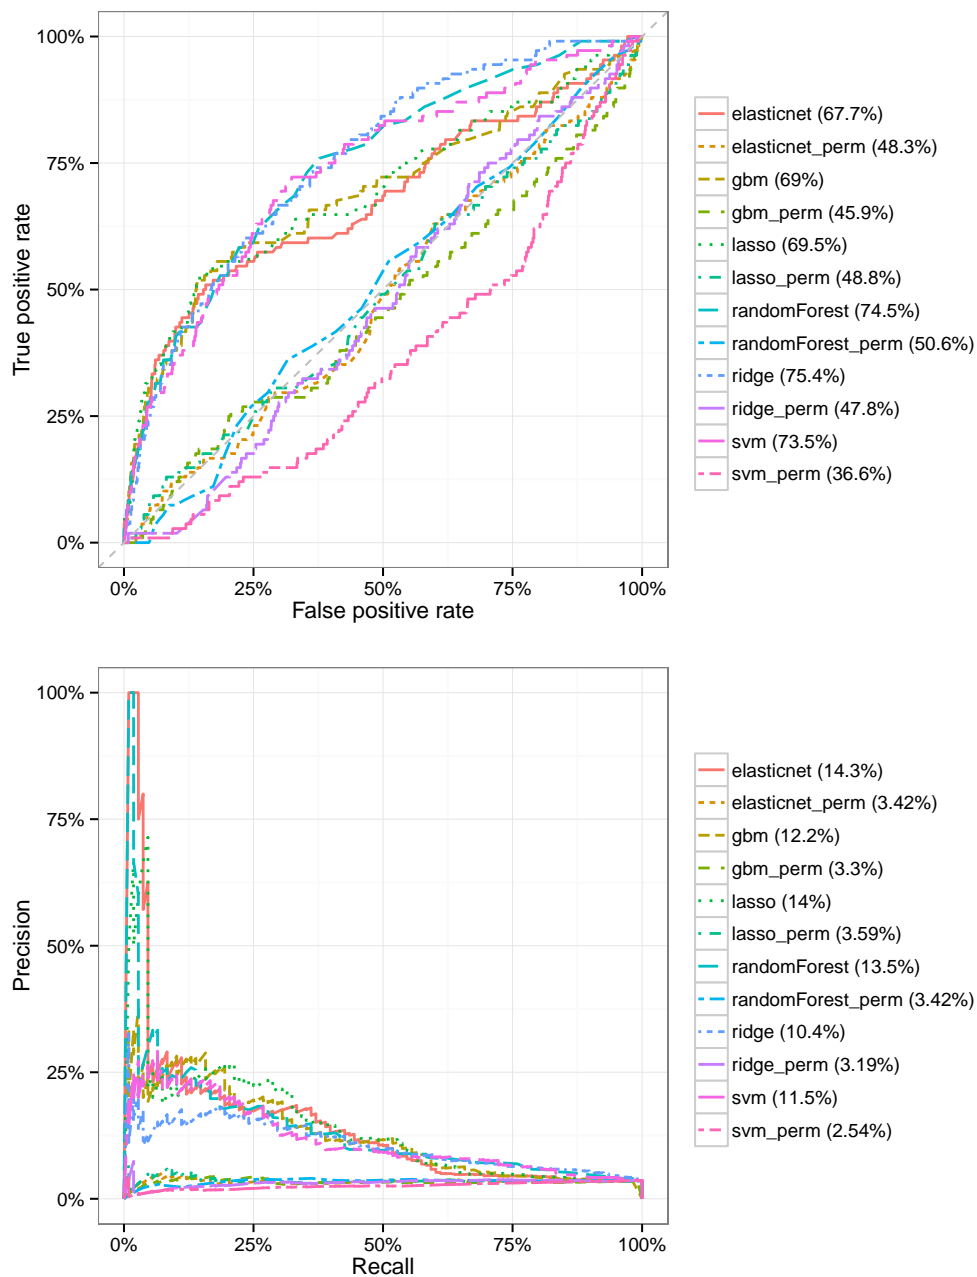 100%
75%
50%
25%
0%
True positive rate
0% 25% 50% 75% 100%
False positive rate
elasticnet (67.7%)
elasticnet_perm (48.3%)
gbm (69%)
gbm_perm (45.9%)
lasso (69.5%)
lasso_perm (48.8%)
randomForest (74.5%)
randomForest_perm (50.6%)
ridge (75.4%)
ridge_perm (47.8%)
svm (73.5%)
svm_perm (36.6%)
100%
75%
50%
25%
0%
Precision
0% 25% 50% 75% 100%
Recall
elasticnet (14.3%)
elasticnet_perm (3.42%)
gbm (12.2%)
gbm_perm (3.3%)
lasso (14%)
lasso_perm (3.59%)
randomForest (13.5%)
randomForest_perm (3.42%)
ridge (10.4%)
ridge_perm (3.19%)
svm (11.5%)
svm_perm (2.54%)